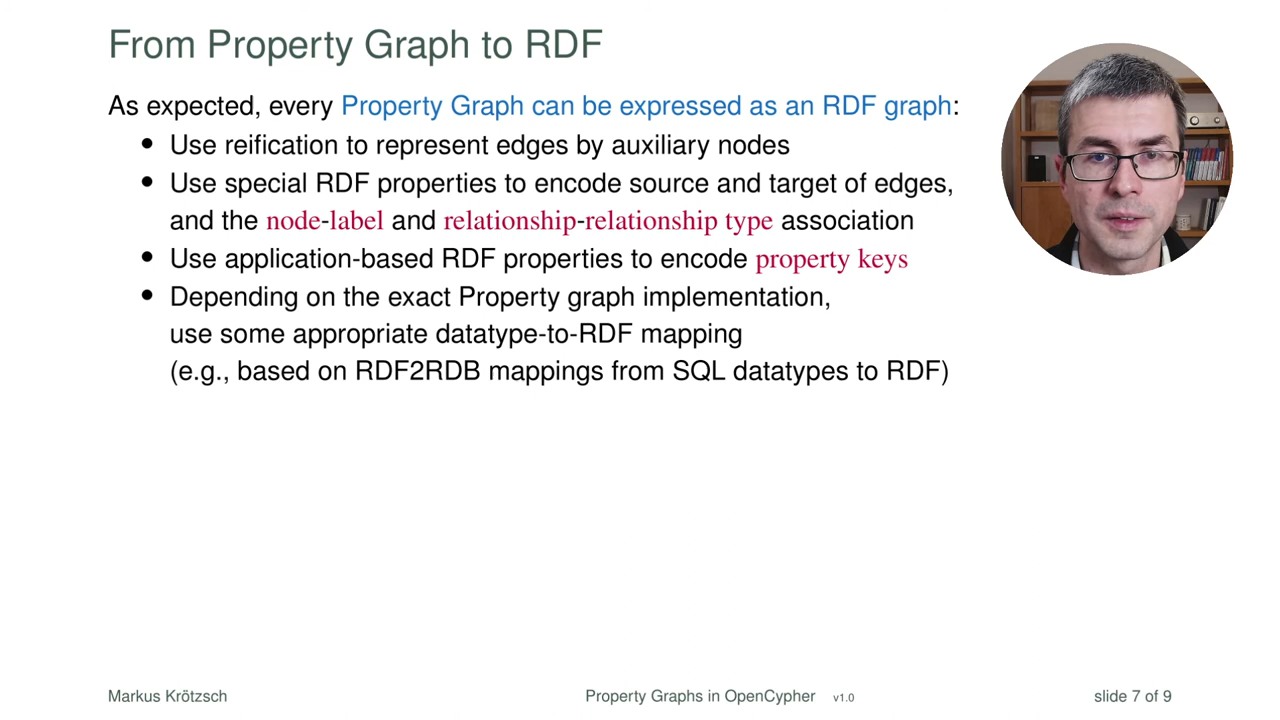 From Property Graph to RDF
As expected, every Property Graph can be expressed as an RDF graph:
• Use reification to represent edges by auxiliary nodes
• Use special RDF properties to encode source and target of edges,
and the node-label and relationship-relationship type association
• Use application-based RDF properties to encode property keys
• Depending on the exact Property graph implementation,
use some appropriate datatype-to-RDF mapping
(e.g., based on RDF2RDB mappings from SQL datatypes to RDF)
Markus Krötzsch Property Graphs in OpenCypher v1.0 slide 7 of 9